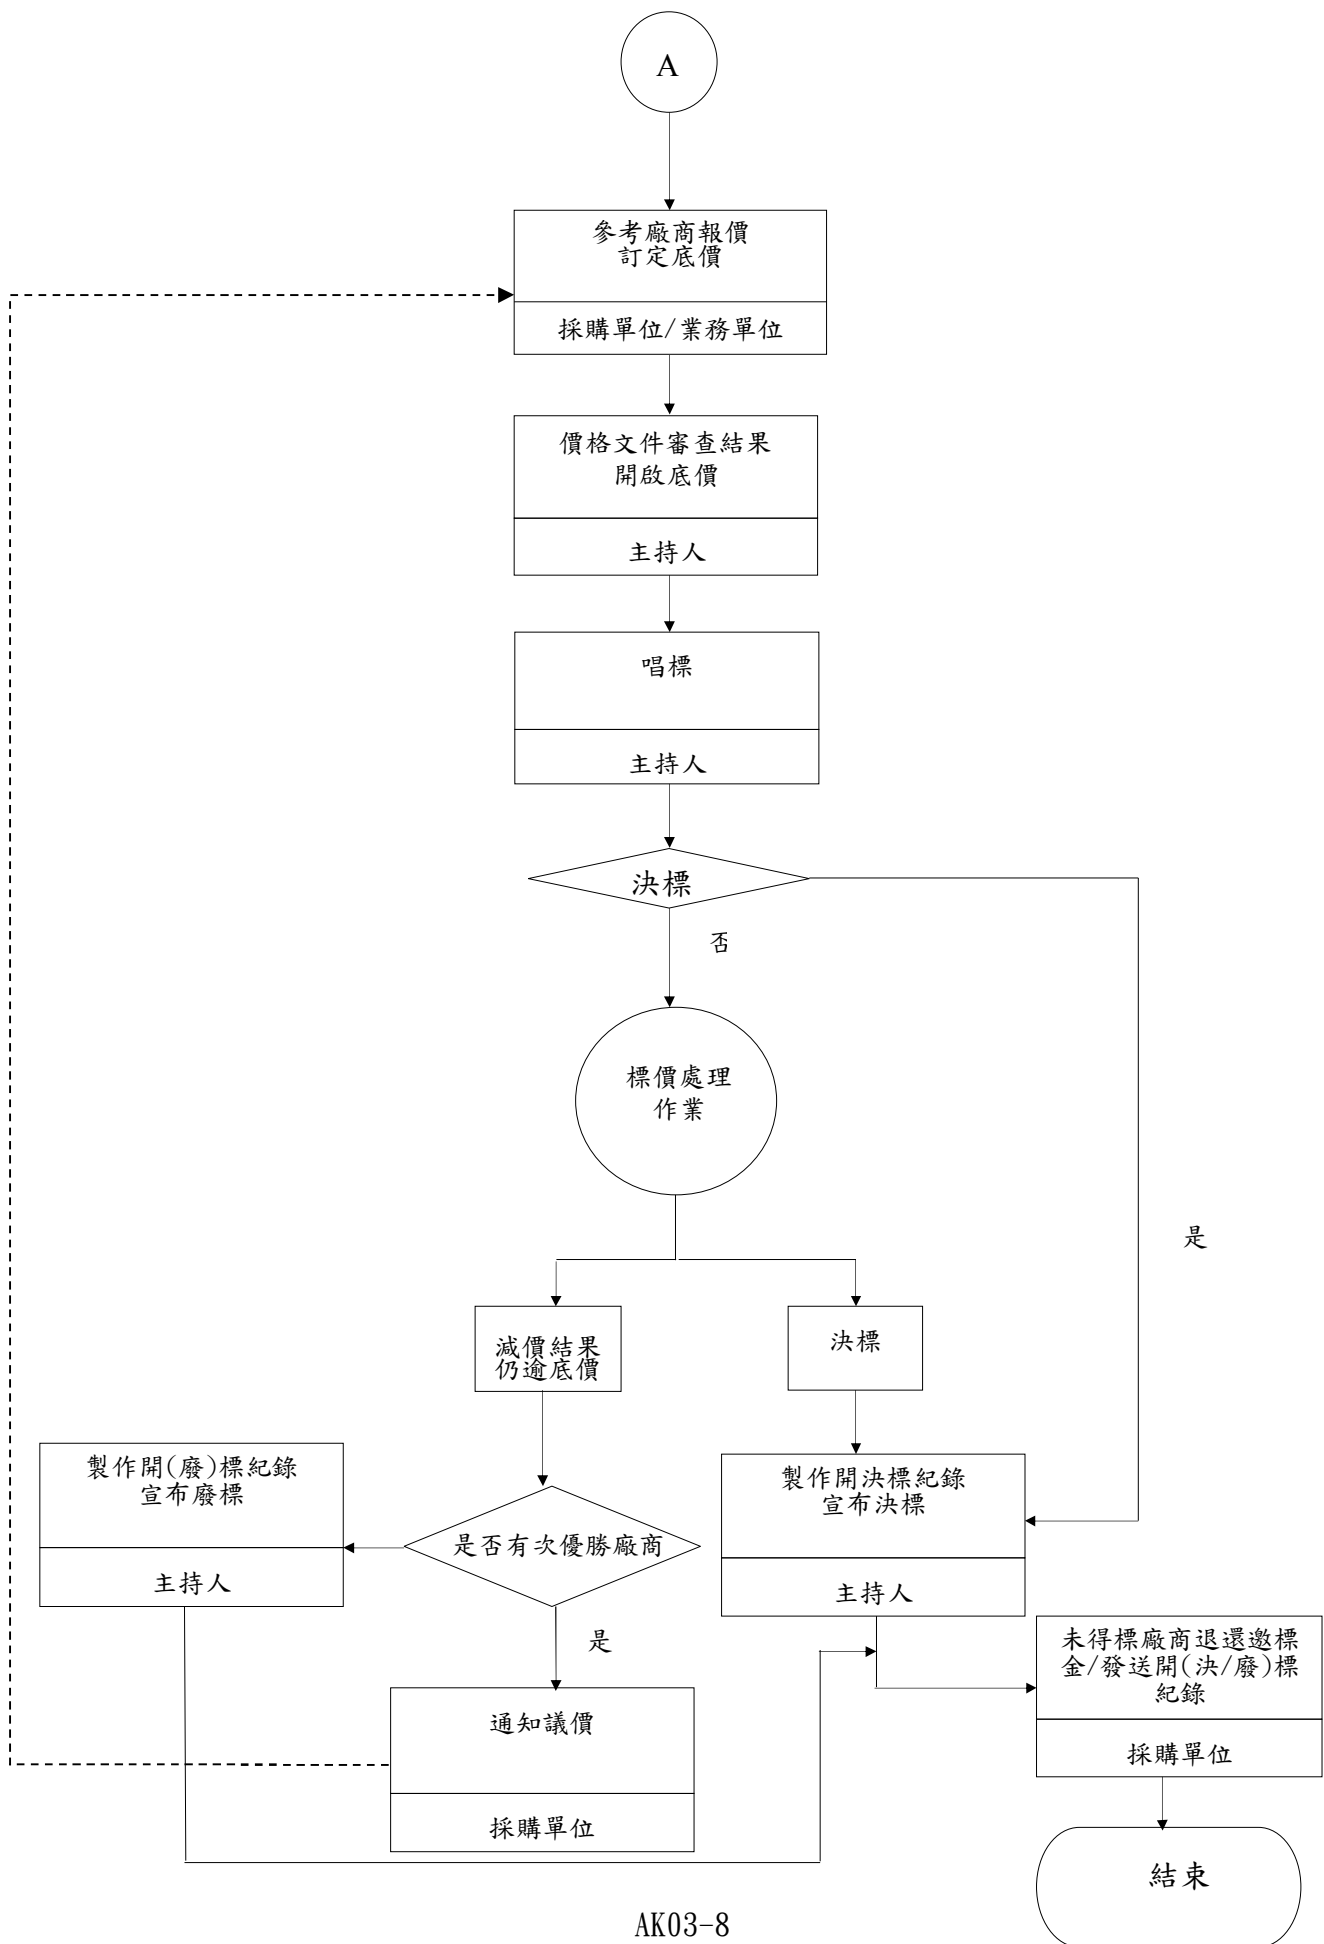 A
參考廠商報價
訂定底價
採購單位/業務單位
價格文件審查結果
開啟底價
主持人
唱標
主持人
決標
否
標價處理
作業
是
減價結果
仍逾底價
決標
製作開(廢)標紀錄
宣布廢標
主持人
是否有次優勝廠商
製作開決標紀錄
宣布決標
主持人
是
未得標廠商退還邀標
金/發送開(決/廢)標
紀錄
採購單位
通知議價
採購單位
結束
AK03-8